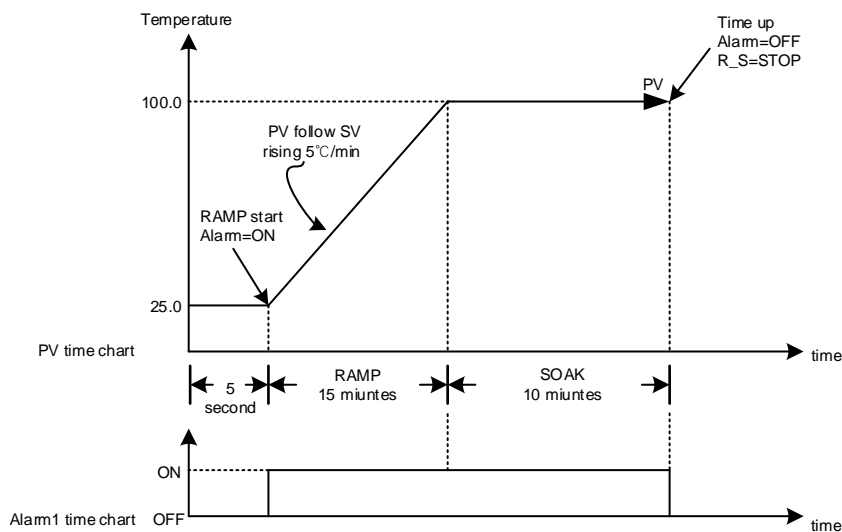 Temperature
Time up
Alarm=OFF
R_S=STOP
PV
100.0
PV follow SV
rising 5℃/min
RAMP start
Alarm=ON
25.0
PV time chart
time
5
second
RAMP
15 miuntes
SOAK
10 miuntes
ON
Alarm1 time chart
OFF
time